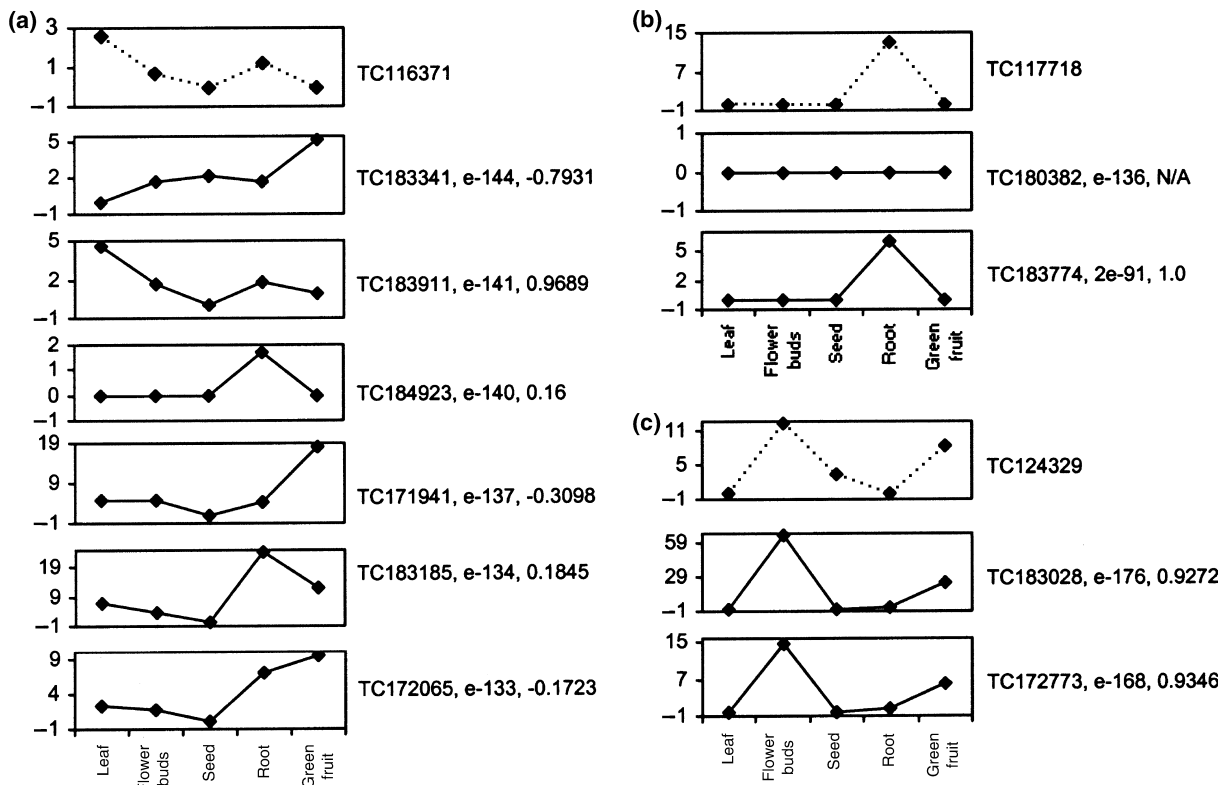 (a)
3
1
−1
TC116371
5
2
−1
TC183341, e-144, -0.7931
5
2
−1
TC183911, e-141, 0.9689
2
1
0
−1
TC184923, e-140, 0.16
19
9
−1
TC171941, e-137, -0.3098
19
9
−1
TC183185, e-134, 0.1845
9
4
−1
TC172065, e-133, -0.1723
Leaf
Flower
buds
Seed
Root
Green
fruit
(b)
15
7
−1
TC117718
1
0
−1
TC180382, e-136, N/A
5
2
−1
TC183774, 2e-91, 1.0
Leaf
Flower
buds
Seed
Root
Green
fruit
(c)
11
5
−1
TC124329
59
29
−1
TC183028, e-176, 0.9272
15
7
−1
TC172773, e-168, 0.9346
Leaf
Flower
buds
Seed
Root
Green
fruit